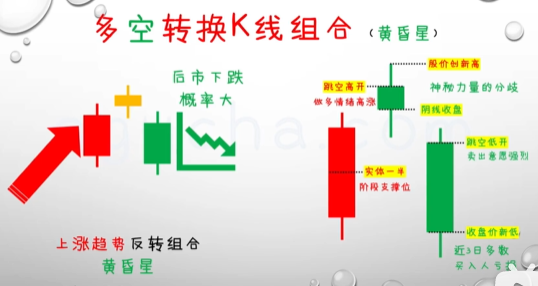 多空转换K线组合（黄昏星）
后市下跌
概率大
上涨趋势反转组合
黄昏星
股价创新高
跳空高开
神秘力量的分歧
做多情绪高涨
阴线收盘
跳空低开
卖出意愿强烈
实体一半
阶段支撑位
收盘价新低
近3日多数
买入人亏损